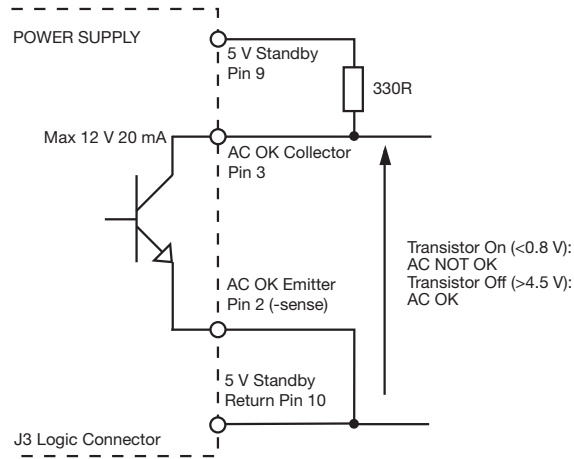 POWER SUPPLY
5 V Standby
Pin 9
330R
Max 12 V 20 mA
AC OK Collector
Pin 3
Transistor On (<0.8 V):
AC NOT OK
Transistor Off (>4.5 V):
AC OK
AC OK Emitter
Pin 2 (-sense)
5 V Standby
Return Pin 10
J3 Logic Connector